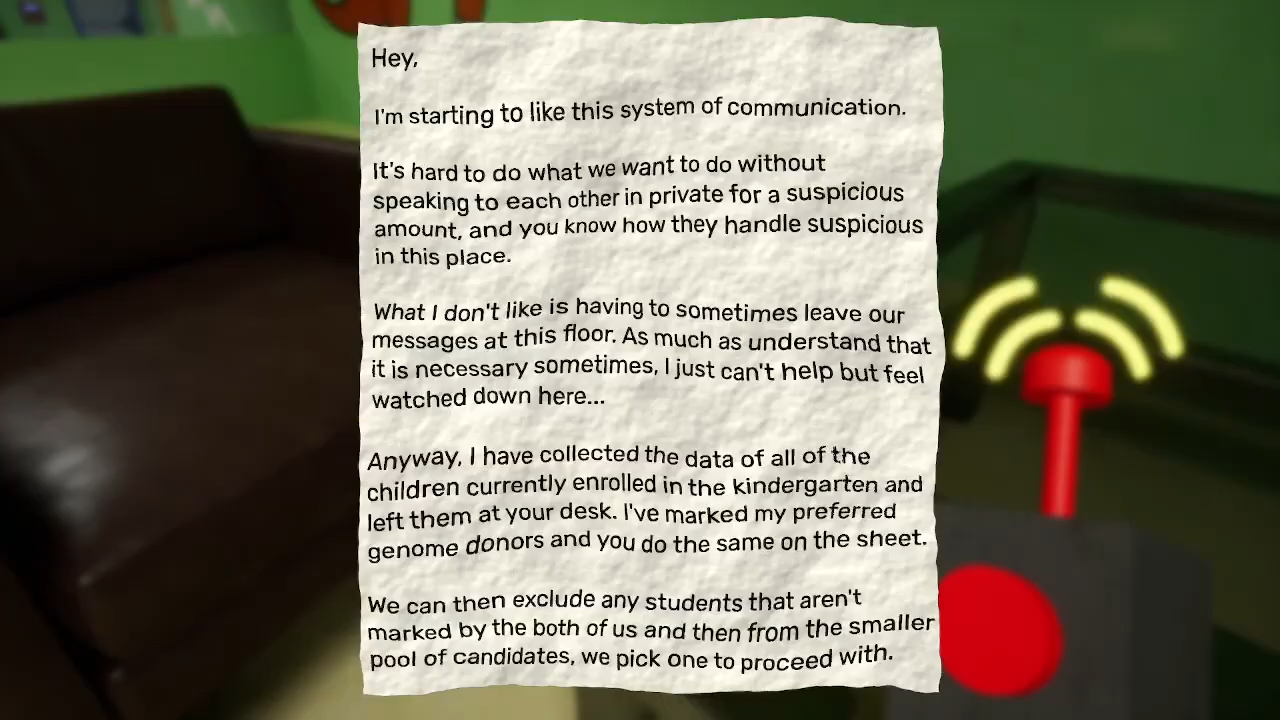 Hey,
I'm starting to like this system of communication.
It's hard to do what we want to do without
speaking to each other in private for a suspicious
amount, and you know how they handle suspicious
in this place.
What I don't like is having to sometimes leave our
messages at this floor. As much as understand that
it is necessary sometimes, I just can't help but feel
watched down here...
Anyway, I have collected the data of all of the
children currently enrolled in the kindergarten and
left them at your desk. I've marked my preferred
genome donors and you do the same on the sheet.
We can then exclude any students that aren't
marked by the both of us and then from the smaller
pool of candidates, we pick one to proceed with.